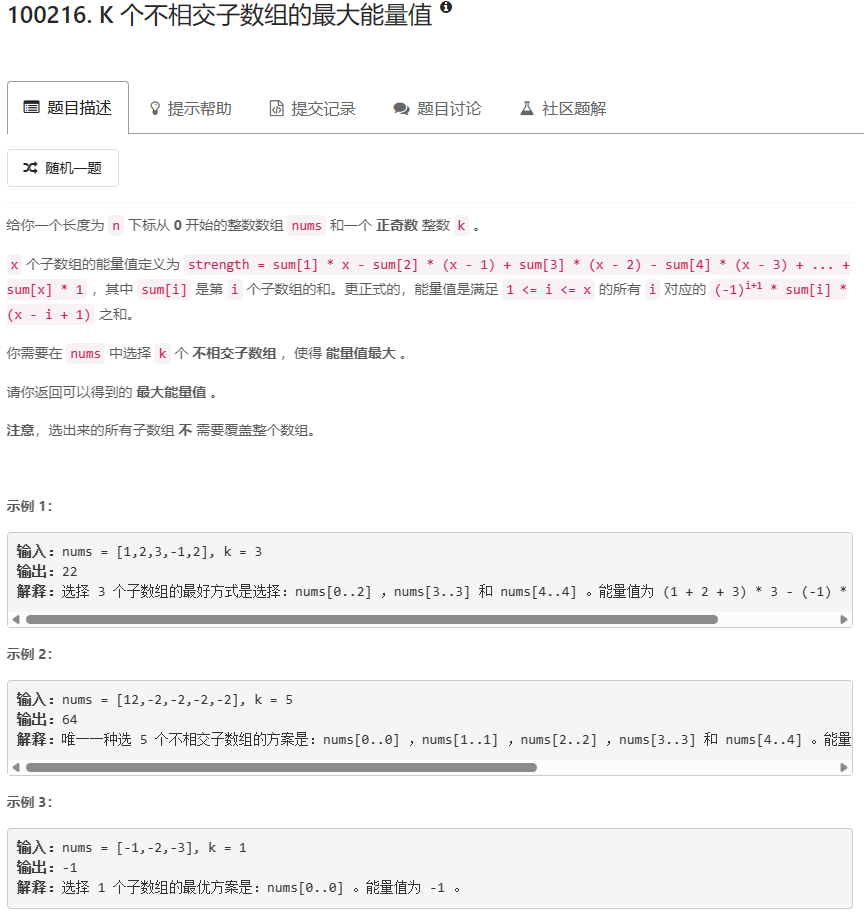 100216. K 个不相交子数组的最大能量值
题目描述 提示帮助 提交记录 题目讨论 社区题解
随机一题
给你一个长度为 n 下标从 0 开始的整数数组 nums 和一个 正奇数 整数 k 。
x 个子数组的能量值定义为 strength = sum[1] * x - sum[2] * (x - 1) + sum[3] * (x - 2) - sum[4] * (x - 3) + ... +
sum[x] * 1 ，其中 sum[i] 是第 i 个子数组的和。更正式的，能量值是满足 1 <= i <= x 的所有 i 对应的 (-1)i+1 * sum[i] *
(x - i + 1) 之和。
你需要在 nums 中选择 k 个 不相交子数组 ，使得 能量值最大 。
请你返回可以得到的 最大能量值 。
注意，选出来的所有子数组 不 需要覆盖整个数组。
示例 1：
输入：nums = [1,2,3,-1,2], k = 3
输出：22
解释：选择 3 个子数组的最好方式是选择：nums[0..2] ，nums[3..3] 和 nums[4..4] 。能量值为 (1 + 2 + 3) * 3 - (-1) *
示例 2：
输入：nums = [12,-2,-2,-2,-2], k = 5
输出：64
解释：唯一一种选 5 个不相交子数组的方案是：nums[0..0] ，nums[1..1] ，nums[2..2] ，nums[3..3] 和 nums[4..4] 。能量
示例 3：
输入：nums = [-1,-2,-3], k = 1
输出：-1
解释：选择 1 个子数组的最优方案是：nums[0..0] 。能量值为 -1 。